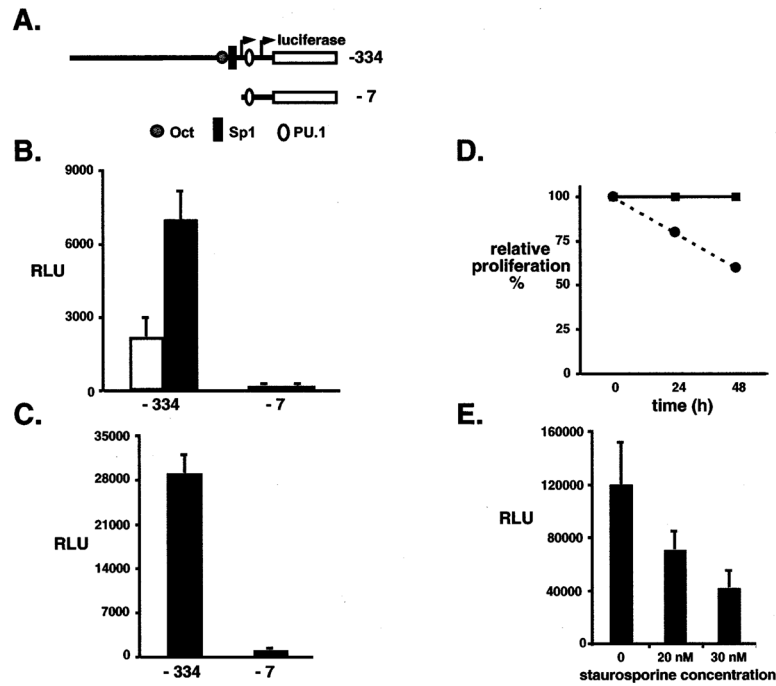 A.
luciferase
-334
- 7
Oct
Sp1
PU.1
B.
9000
6000
RLU
3000
0
- 334
- 7
C.
35000
28000
21000
RLU
14000
7000
0
- 334
- 7
D.
100
relative
proliferation
%
75
50
25
0
0
24
48
time (h)
E.
160000
120000
RLU
80000
40000
0
0
20 nM
30 nM
staurosporine concentration